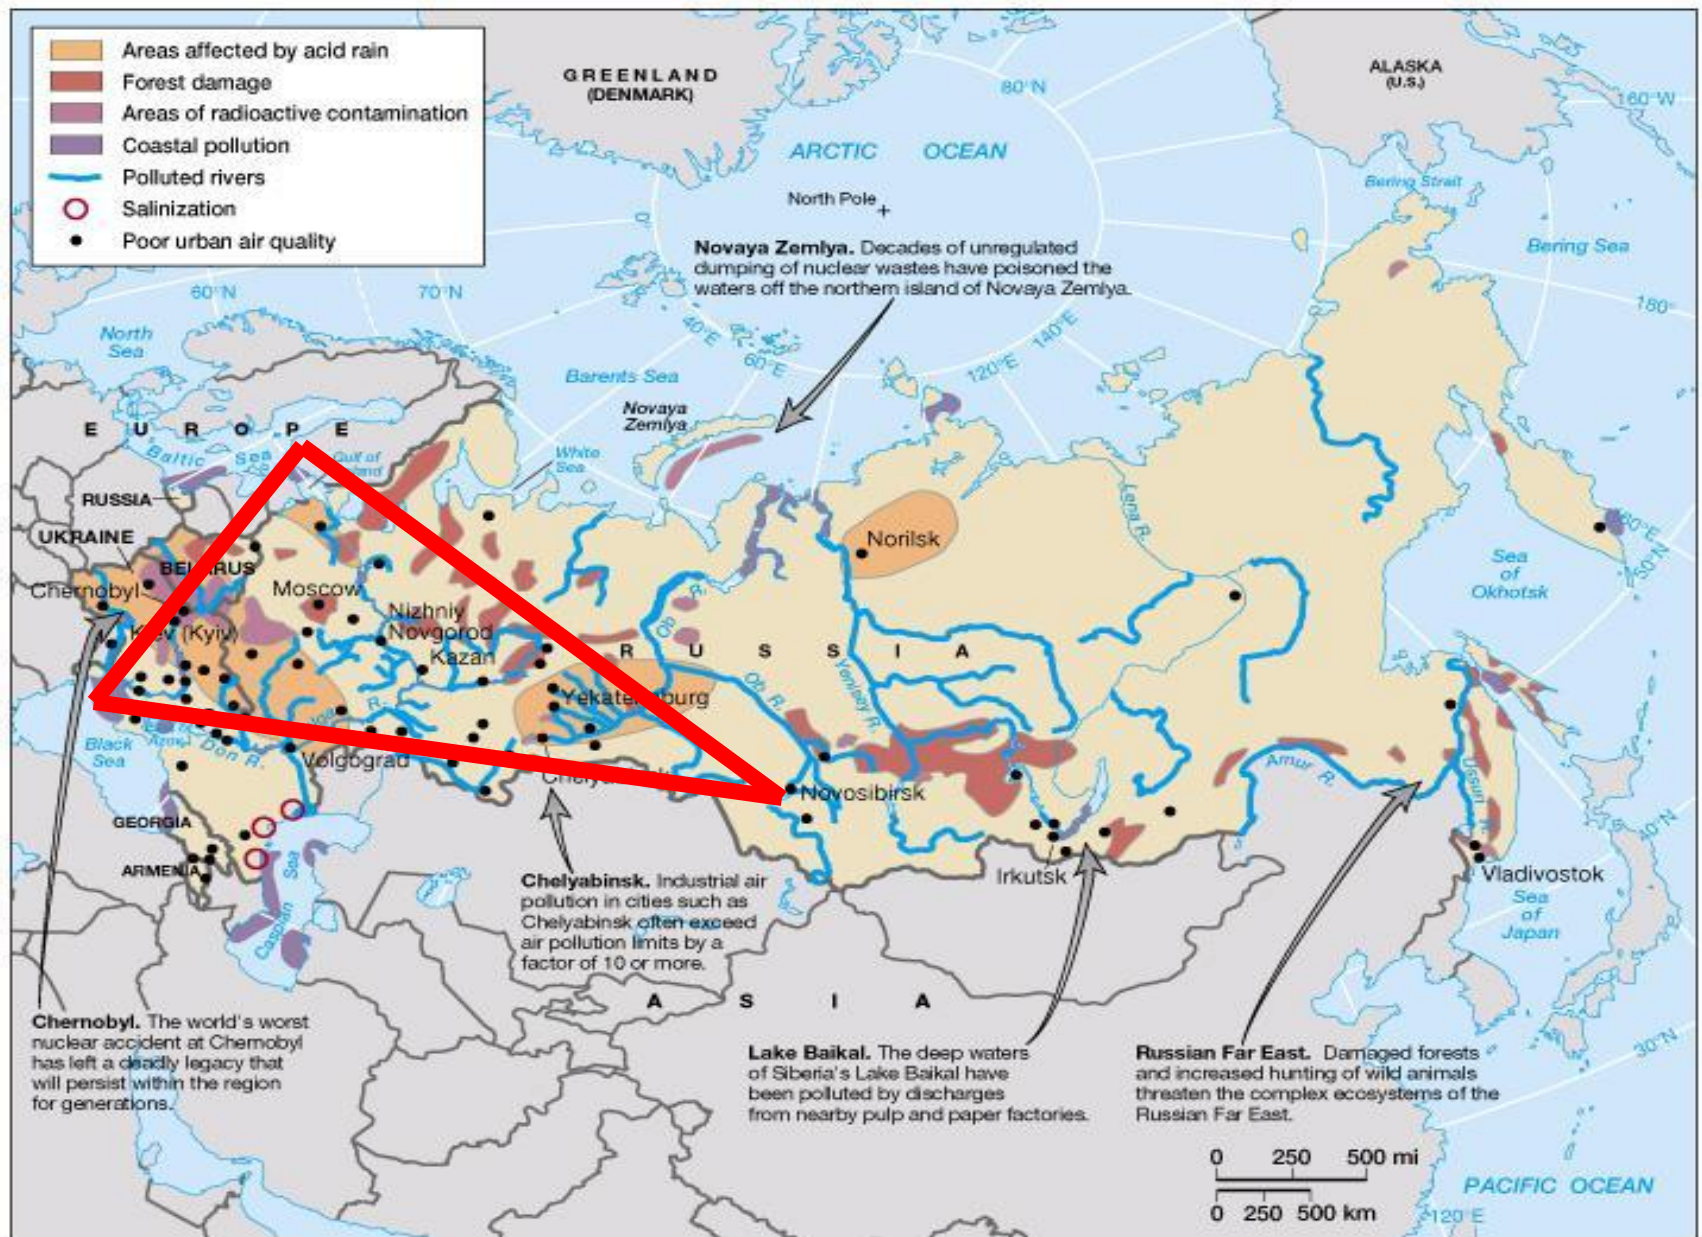 Areas affected by acid rain
Forest damage
Areas of radioactive contamination
Coastal pollution
Polluted rivers
Salinization
Poor urban air quality
GREENLAND
(DENMARK)
ALASKA
(U.S.)
80°N
160°W
ARCTIC OCEAN
Bering Strait
North Pole
0°
Bering Sea
Novaya Zemlya. Decades of unregulated
dumping of nuclear wastes have poisoned the
waters off the northern island of Novaya Zemlya.
60°N
70°N
180°
North
Sea
40°E
60°E
120°E
140°E
Barents Sea
Novaya
Zemlya
EUROPE
Baltic Sea
Gulf of
White
Sea
RUSSIA
Lena R.
UKRAINE
Norilsk
60°E
50°N
BELARUS
Sea
of
Okhotsk
Chernobyl
Moscow
Nizhniy
Novgorod
Kiev (Kyiv)
Kazan
Ob R.
RUSSIA
Yekaterinburg
Ob R.
Yenisey R.
R.
Black
Sea
Don R.
Volgograd
Novosibirsk
Amur R.
Ussuri R.
GEORGIA
40°N
ARMENIA
Caspian Sea
Irkutsk
Vladivostok
Sea
of
Japan
Chelyabinsk. Industrial air
pollution in cities such as
Chelyabinsk often exceed
air pollution limits by a
factor of 10 or more.
ASIA
Chernobyl. The world's worst
nuclear accident at Chernobyl
has left a deadly legacy that
will persist within the region
for generations.
Lake Baikal. The deep waters
of Siberia's Lake Baikal have
been polluted by discharges
from nearby pulp and paper factories.
Russian Far East. Damaged forests
and increased hunting of wild animals
threaten the complex ecosystems of the
Russian Far East.
30°N
0 250 500 mi
0 250 500 km
PACIFIC OCEAN
120°E